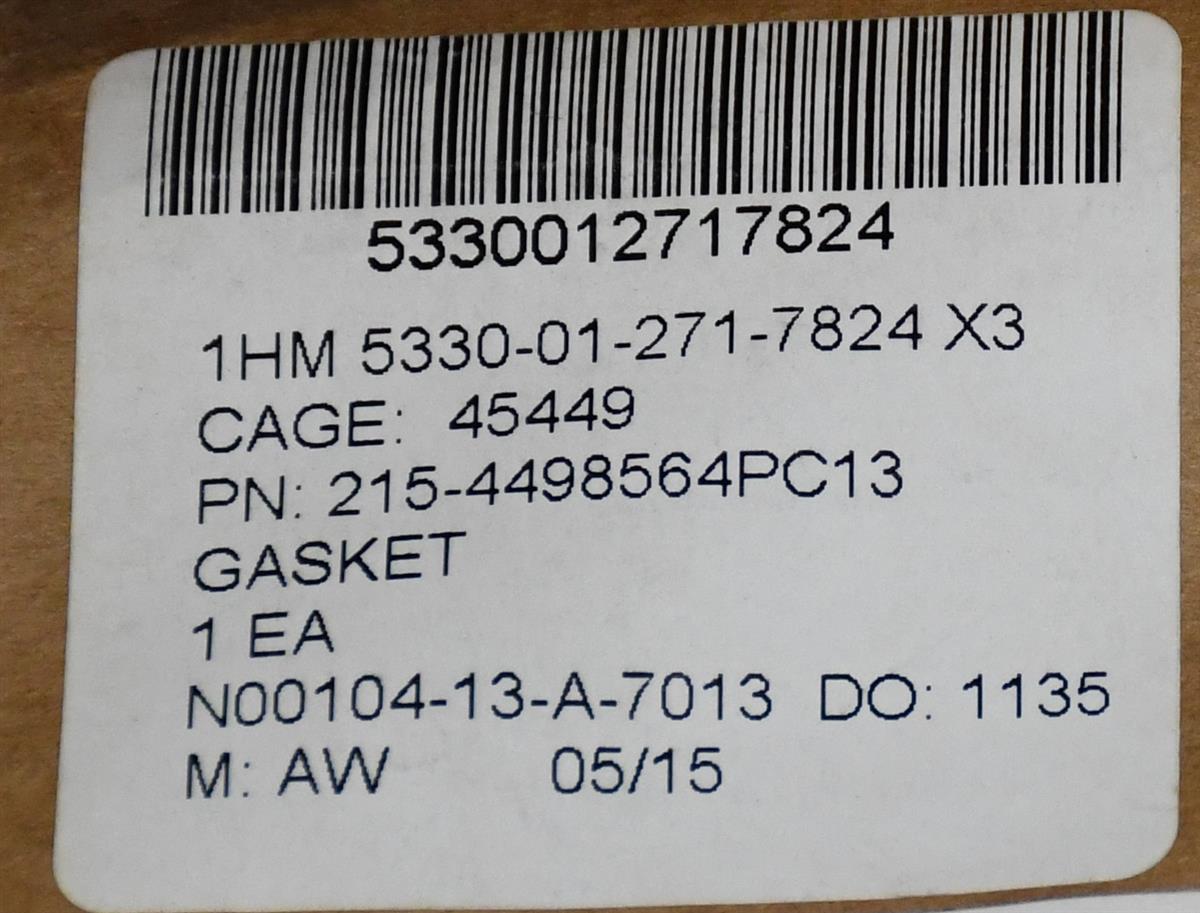 5330012717824
1HM 5330-01-271-7824 X3
CAGE: 45449
PN: 215-4498564PC13
GASKET
1 EA
N00104-13-A-7013 DO: 1135
M: AW 05/15